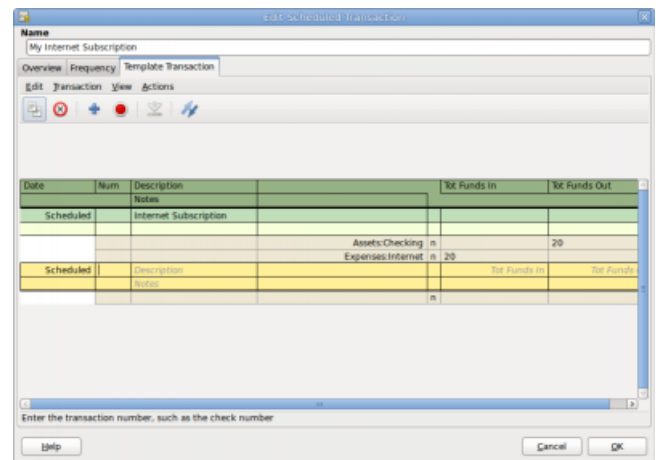 Edit Scheduled Transaction
Name
My Internet Subscription
Overview Frequency Template Transaction
Edit Transaction View Actions
Date Num Description Tot Funds In Tot Funds Out
Notes
Scheduled Internet Subscription
Assets:Checking n 20
Expenses:Internet n 20
Scheduled Description Tot Funds In Tot Funds
Notes
n
Enter the transaction number, such as the check number
Help Cancel OK